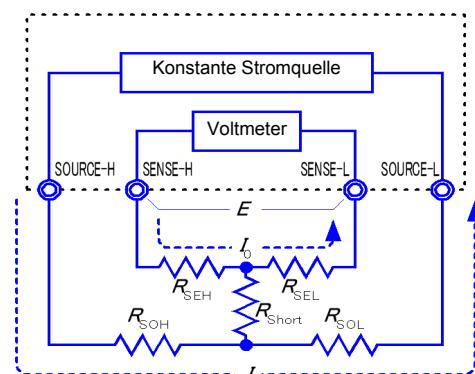 Konstante Stromquelle
Voltmeter
SOURCE-H SENSE-H SENSE-L SOURCE-L
E
I0
RSEH RSEL
RShort
RSOH RSOL